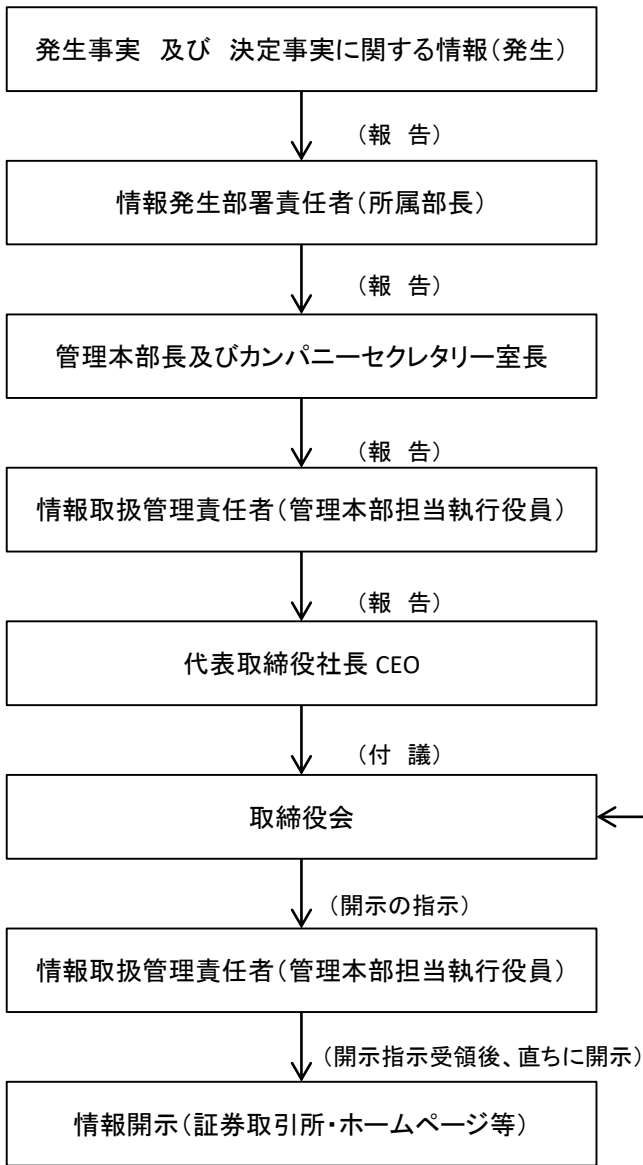 発生事実 及び 決定事実に関する情報(発生)
(報 告)
情報発生部署責任者(所属部長)
(報 告)
管理本部長及びカンパニーセクレタリー室長
(報 告)
情報取扱管理責任者(管理本部担当執行役員)
(報 告)
代表取締役社長 CEO
(付 議)
取締役会
(開示の指示)
情報取扱管理責任者(管理本部担当執行役員)
(開示指示受領後、直ちに開示)
情報開示(証券取引所・ホームページ等)